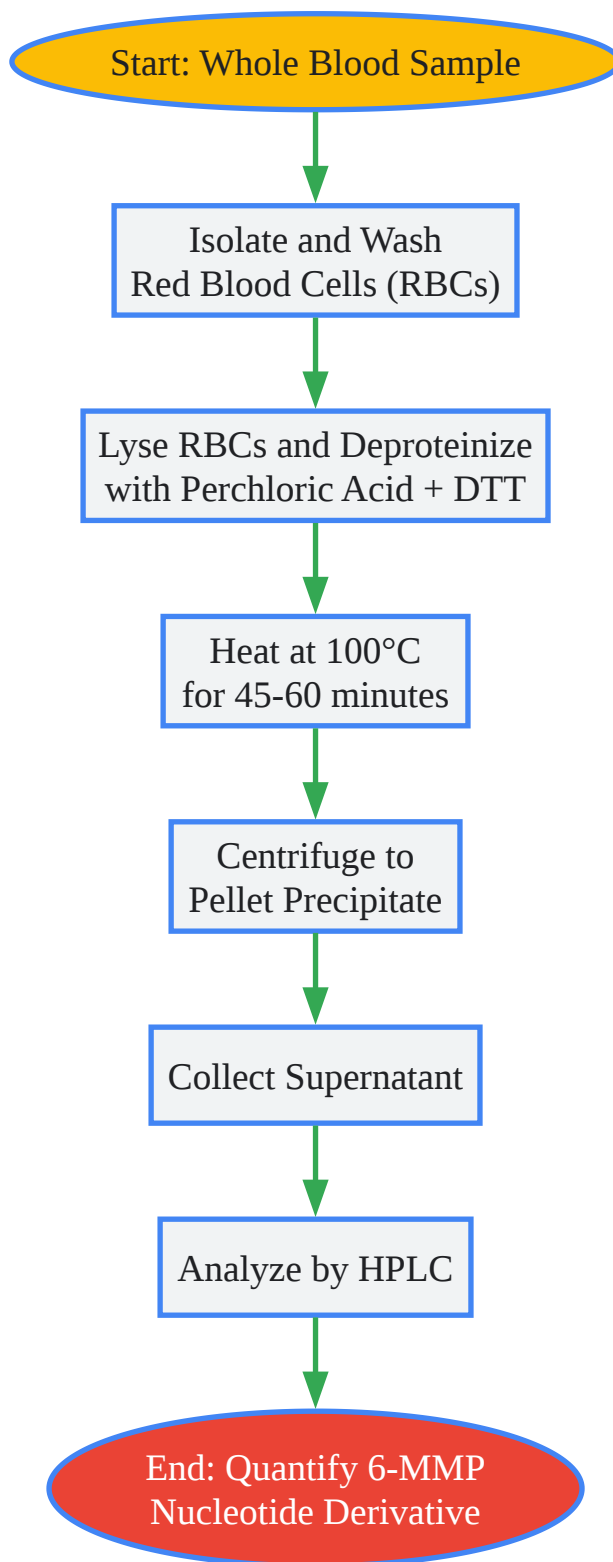 Start: Whole Blood Sample
Isolate and Wash
Red Blood Cells (RBCs)
Lyse RBCs and Deproteinize
with Perchloric Acid + DTT
Heat at 100°C
for 45-60 minutes
Centrifuge to
Pellet Precipitate
Collect Supernatant
Analyze by HPLC
End: Quantify 6-MMP
Nucleotide Derivative